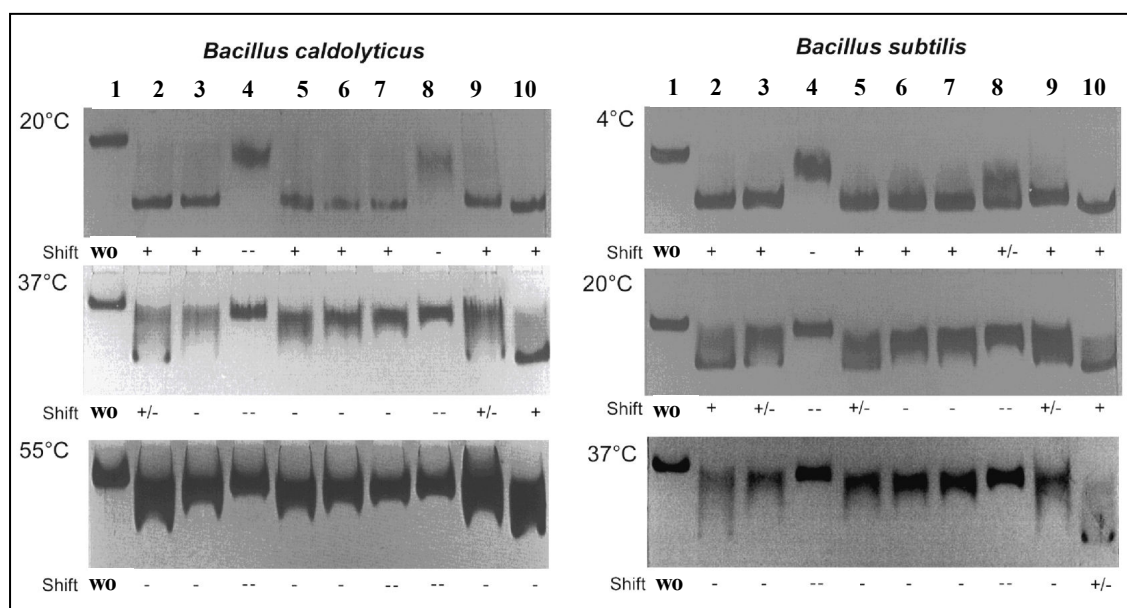 Bacillus caldolyticus
1 2 3 4 5 6 7 8 9 10
20°C
Shift wo + + -- + + + - + +
37°C
Shift wo +/- - -- - - - -- +/- +
55°C
Shift wo - - -- - - -- -- - -
Bacillus subtilis
1 2 3 4 5 6 7 8 9 10
4°C
Shift wo + + - + + + +/- + +
20°C
Shift wo + +/- -- +/- - - -- +/- +
37°C
Shift wo - - -- - - - -- - +/-